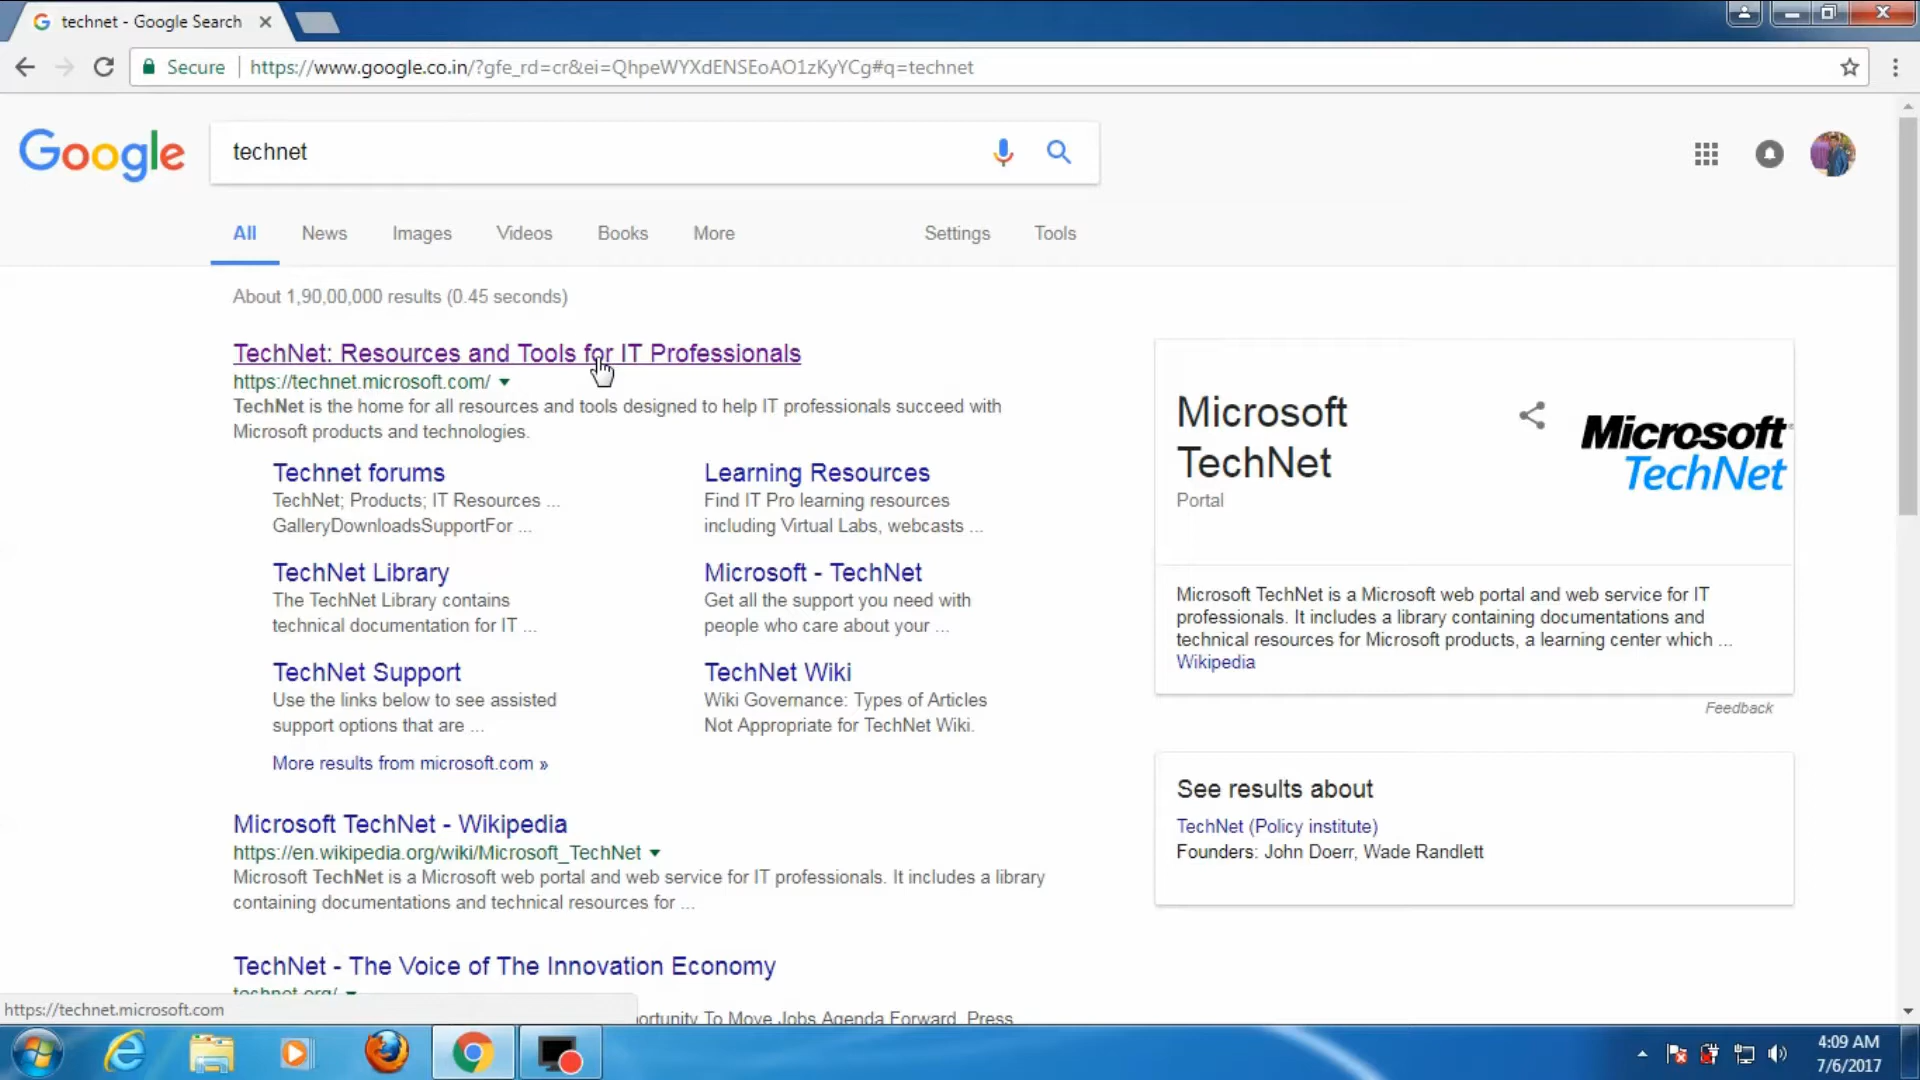 technet - Google Search
Secure https://www.google.co.in/?gfe_rd=cr&ei=QhpeWYXdENSEoAO1zKyYCg#q=technet
Google
technet
All News Images Videos Books More Settings Tools
About 1,90,00,000 results (0.45 seconds)
TechNet: Resources and Tools for IT Professionals
https://technet.microsoft.com/
TechNet is the home for all resources and tools designed to help IT professionals succeed with
Microsoft products and technologies.
Technet forums
TechNet; Products; IT Resources ...
GalleryDownloadsSupportFor ...
Learning Resources
Find IT Pro learning resources
including Virtual Labs, webcasts ...
TechNet Library
The TechNet Library contains
technical documentation for IT ...
Microsoft - TechNet
Get all the support you need with
people who care about your ...
TechNet Support
Use the links below to see assisted
support options that are ...
TechNet Wiki
Wiki Governance: Types of Articles
Not Appropriate for TechNet Wiki.
More results from microsoft.com »
Microsoft TechNet - Wikipedia
https://en.wikipedia.org/wiki/Microsoft_TechNet
Microsoft TechNet is a Microsoft web portal and web service for IT professionals. It includes a library
containing documentations and technical resources for ...
TechNet - The Voice of The Innovation Economy
technet.org/
ortunity To Move Jobs Agenda Forward. Press
Microsoft
TechNet
Portal
Microsoft
TechNet
Microsoft TechNet is a Microsoft web portal and web service for IT
professionals. It includes a library containing documentations and
technical resources for Microsoft products, a learning center which ...
Wikipedia
Feedback
See results about
TechNet (Policy institute)
Founders: John Doerr, Wade Randlett
https://technet.microsoft.com
4:09 AM
7/6/2017